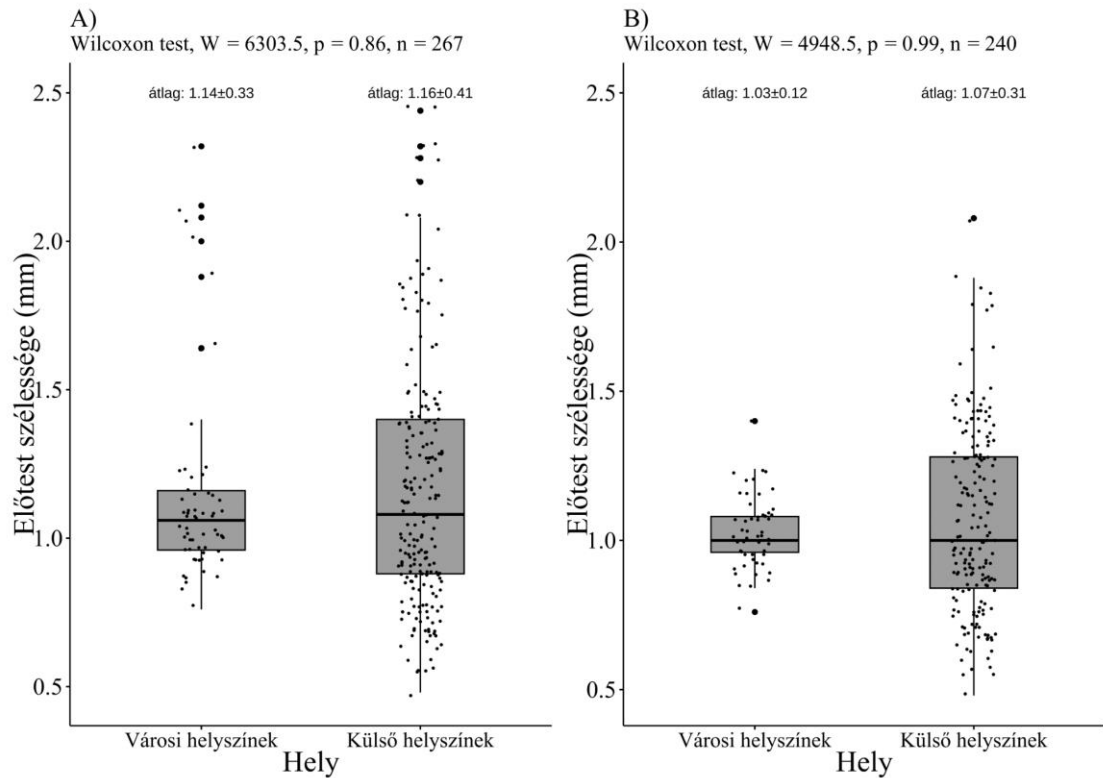 A)
Wilcoxon test, W = 6303.5, p = 0.86, n = 267
átlag: 1.14±0.33
átlag: 1.16±0.41
Előtest szélessége (mm)
2.5
2.0
1.5
1.0
0.5
Városi helyszínek
Külső helyszínek
Hely
B)
Wilcoxon test, W = 4948.5, p = 0.99, n = 240
átlag: 1.03±0.12
átlag: 1.07±0.31
Előtest szélessége (mm)
2.5
2.0
1.5
1.0
0.5
Városi helyszínek
Külső helyszínek
Hely